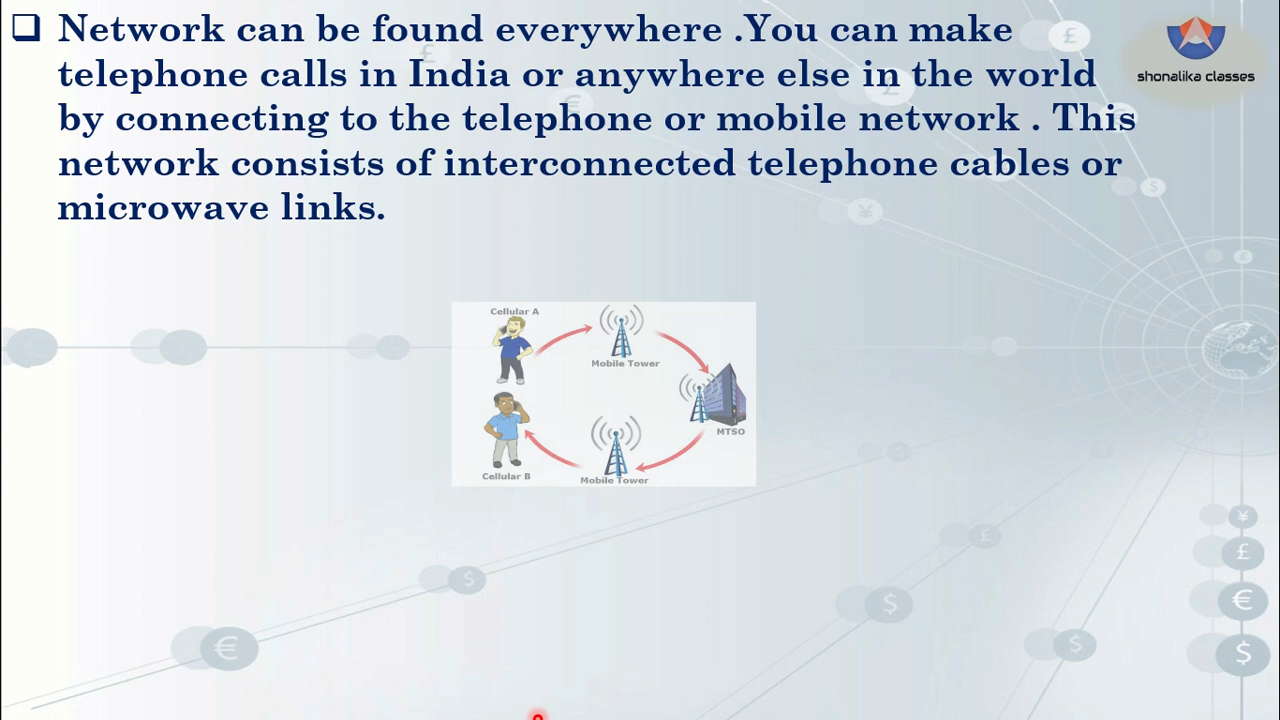 Network can be found everywhere .You can make
telephone calls in India or anywhere else in the world
by connecting to the telephone or mobile network . This
network consists of interconnected telephone cables or
microwave links.
shonalika classes
Cellular A
Mobile Tower
MTSO
Mobile Tower
Cellular B